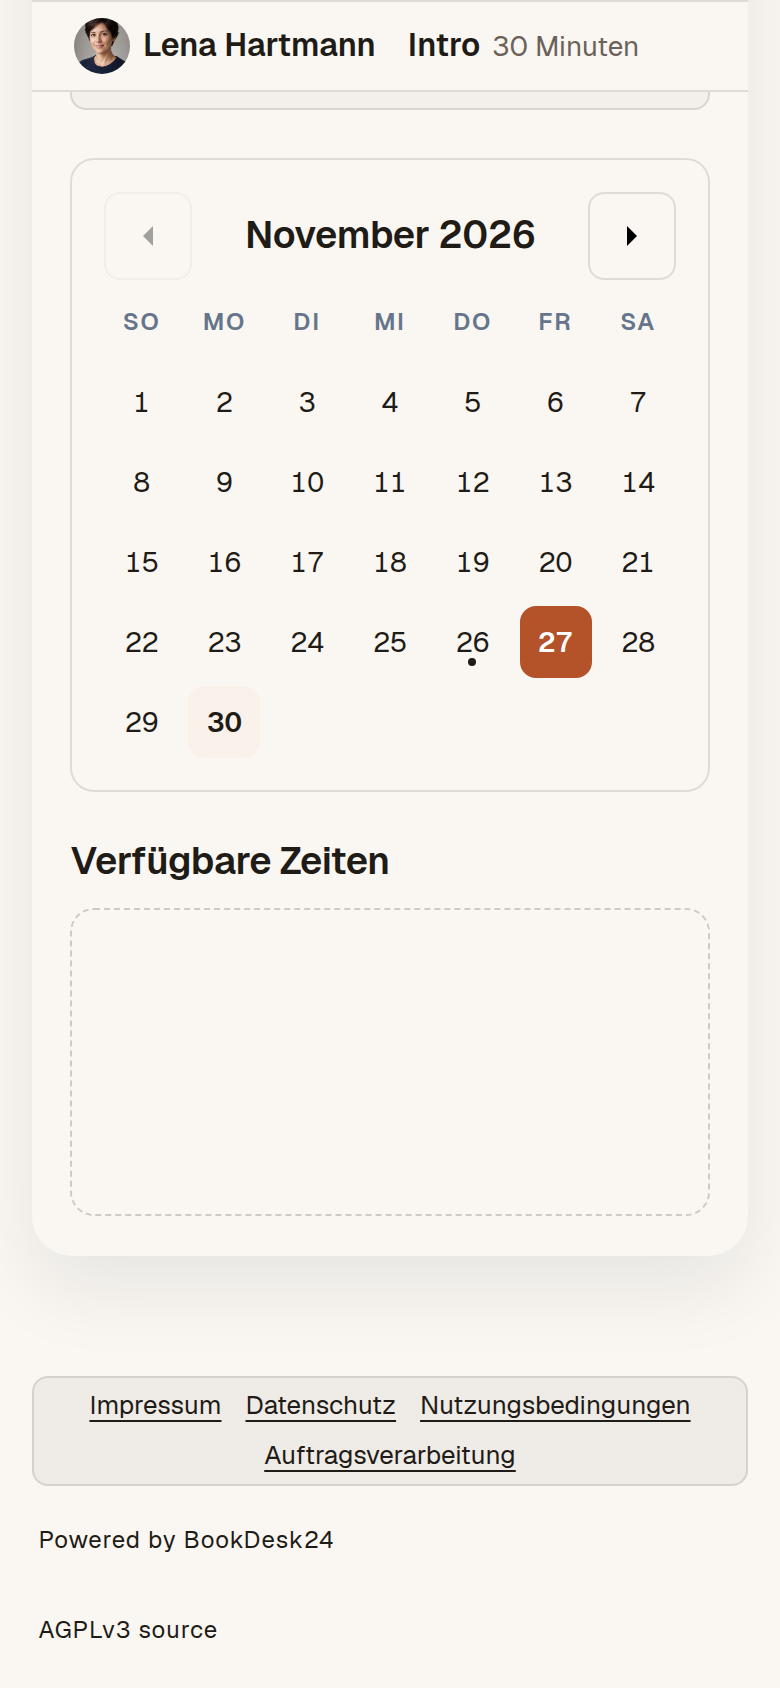 Lena Hartmann Intro 30 Minuten
November 2026
SO MO DI MI DO FR SA
1 2 3 4 5 6 7
8 9 10 11 12 13 14
15 16 17 18 19 20 21
22 23 24 25 26 27 28
29 30
Verfügbare Zeiten
Impressum Datenschutz Nutzungsbedingungen
Auftragsverarbeitung
Powered by BookDesk24
AGPLv3 source